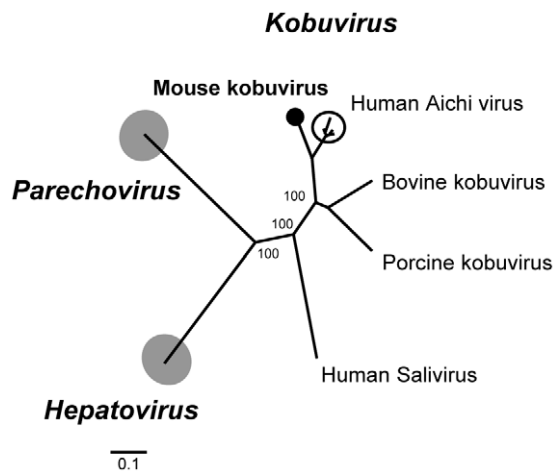 Kobuvirus
Mouse kobuvirus
Human Aichi virus
Parechovirus
Bovine kobuvirus
100
100
100
Porcine kobuvirus
Human Salivirus
Hepatovirus
0.1